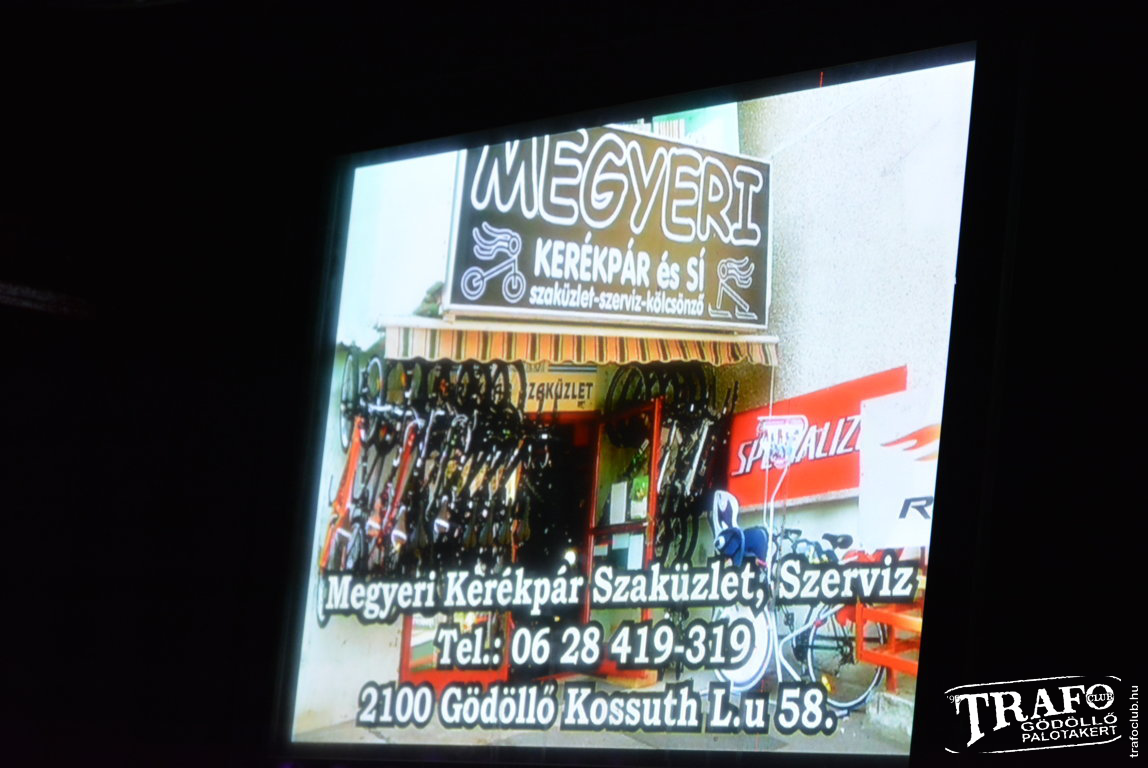 MEGYERI
KERÉKPÁR és SÍ
szaküzlet-szerviz-kölcsönző
SZAKÜZLET
Megyeri Kerékpár Szaküzlet, Szerviz
Tel.: 06 28 419-319
2100 Gödöllő Kossuth L.u 58.
TRAFO
CLUB
GÖDÖLLŐ
PALOTAKERT
trafoclub.hu